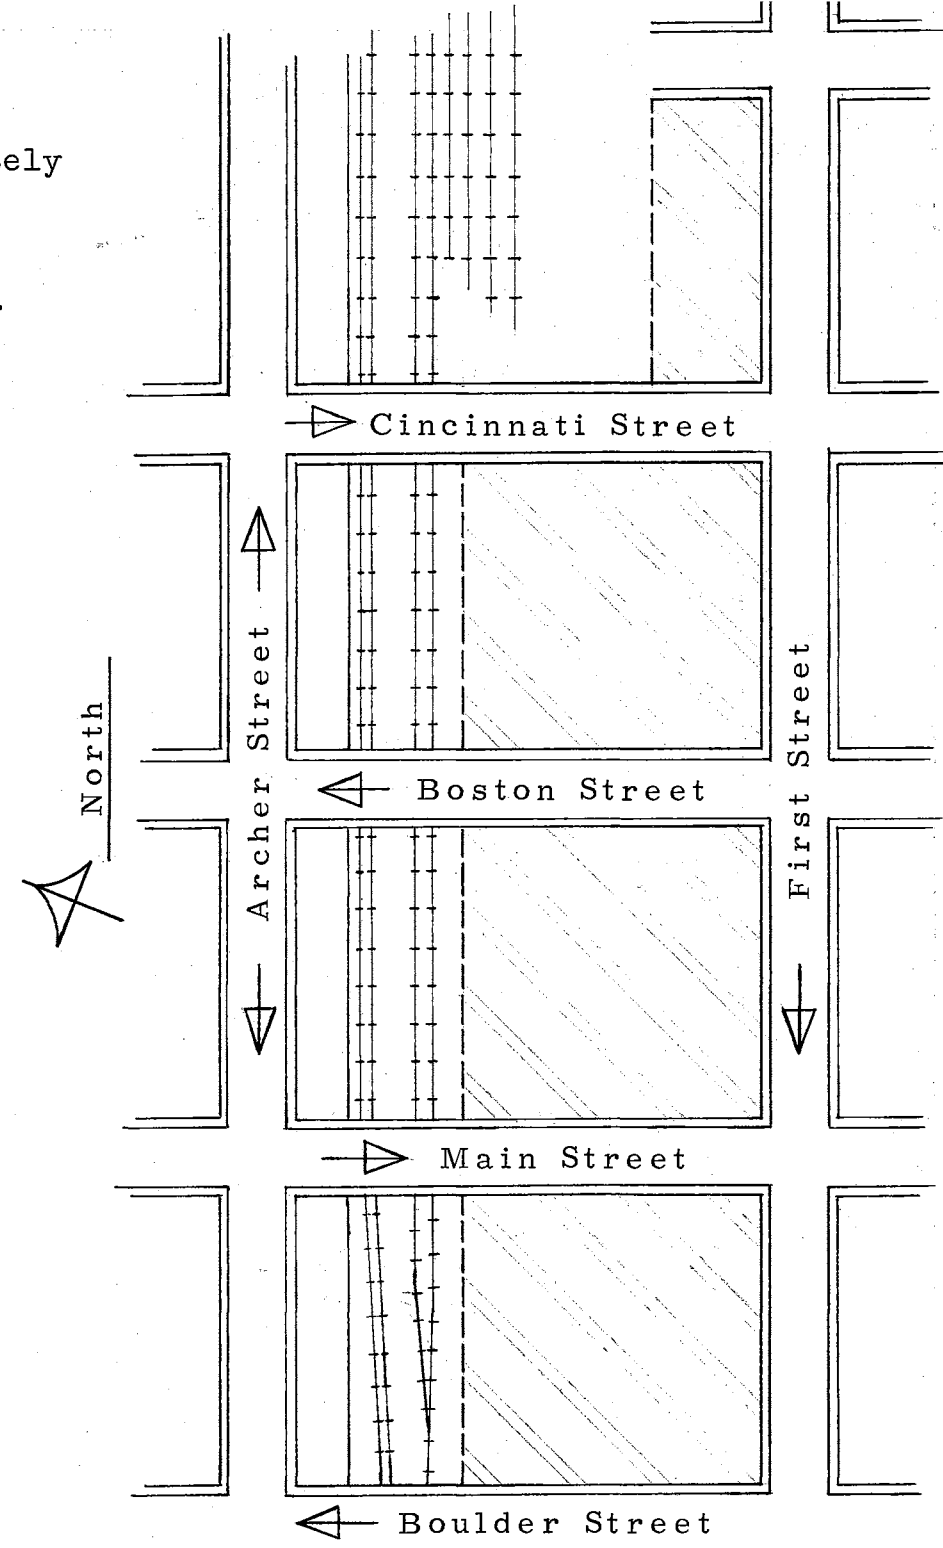 Cincinnati Street
North
Archer Street
First Street
Boston Street
Main Street
Boulder Street